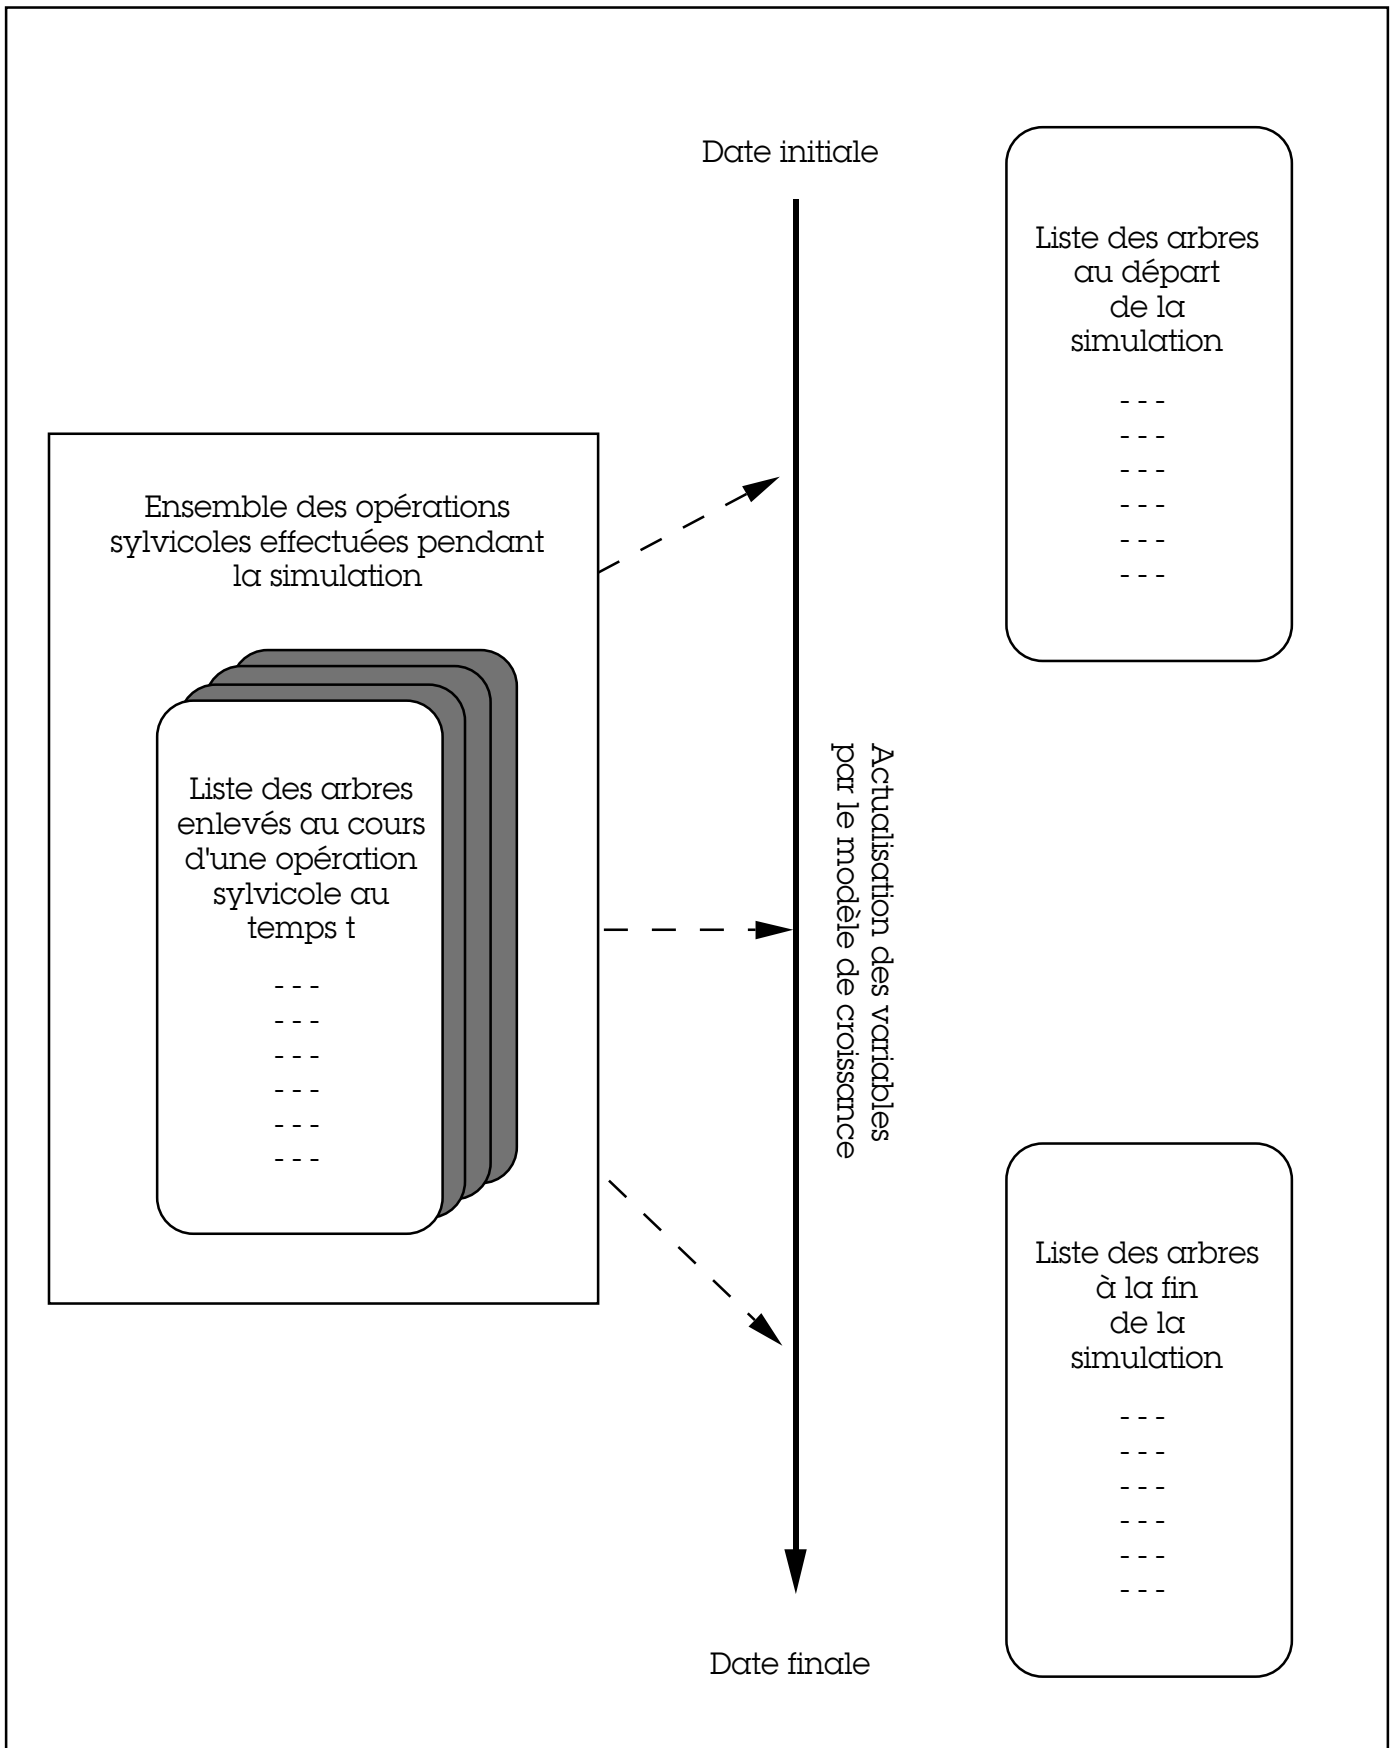 Date initiale
Liste des arbres
au départ
de la
simulation
- - -
- - -
- - -
- - -
- - -
- - -
Ensemble des opérations
sylvicoles effectuées pendant
la simulation
Liste des arbres
enlevés au cours
d'une opération
sylvicole au
temps t
- - -
- - -
- - -
- - -
- - -
- - -
Actualisation des variables
par le modèle de croissance
Liste des arbres
à la fin
de la
simulation
- - -
- - -
- - -
- - -
- - -
- - -
Date finale